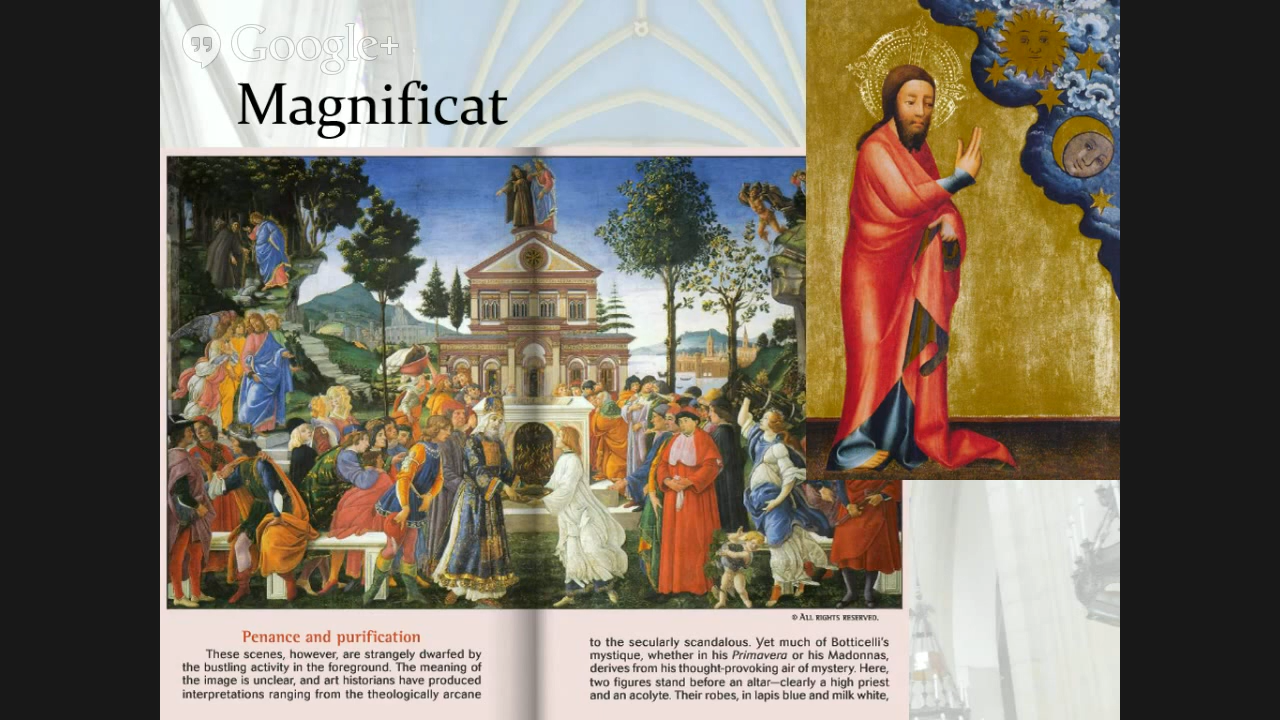 Google+
Magnificat
© ALL RIGHTS RESERVED.
Penance and purification
These scenes, however, are strangely dwarfed by
the bustling activity in the foreground. The meaning of
the image is unclear, and art historians have produced
interpretations ranging from the theologically arcane
to the secularly scandalous. Yet much of Botticelli's
mystique, whether in his Primavera or his Madonnas,
derives from his thought-provoking air of mystery. Here,
two figures stand before an altar—clearly a high priest
and an acolyte. Their robes, in lapis blue and milk white,